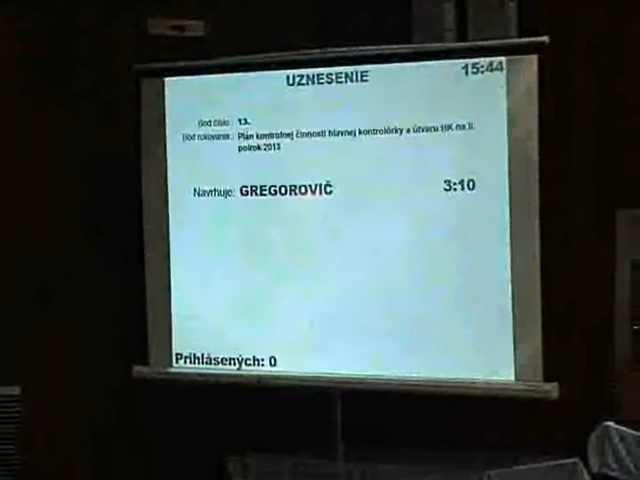 UZNESENIE 15:44
Bod číslo: 13.
Bod rokovania: Plán kontrolnej činnosti hlavnej kontrolórky a útvaru HK na II.
polrok 2013
Navrhuje: GREGOROVIČ 3:10
Prihlásených: 0